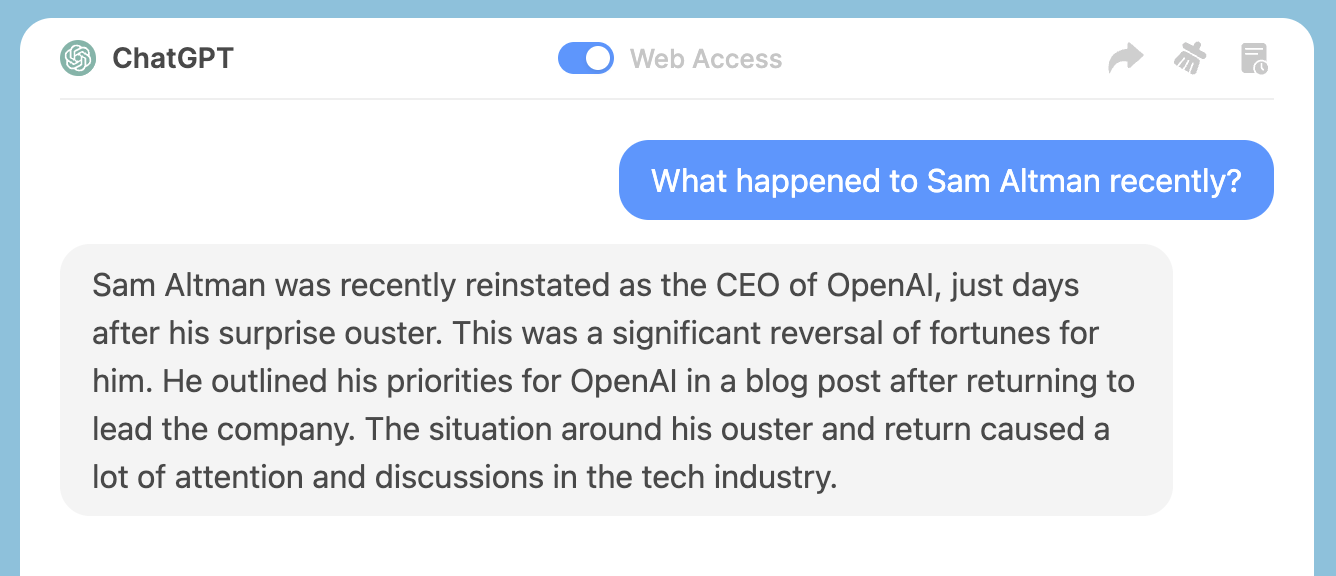 ChatGPT
Web Access
What happened to Sam Altman recently?
Sam Altman was recently reinstated as the CEO of OpenAI, just days
after his surprise ouster. This was a significant reversal of fortunes for
him. He outlined his priorities for OpenAI in a blog post after returning to
lead the company. The situation around his ouster and return caused a
lot of attention and discussions in the tech industry.